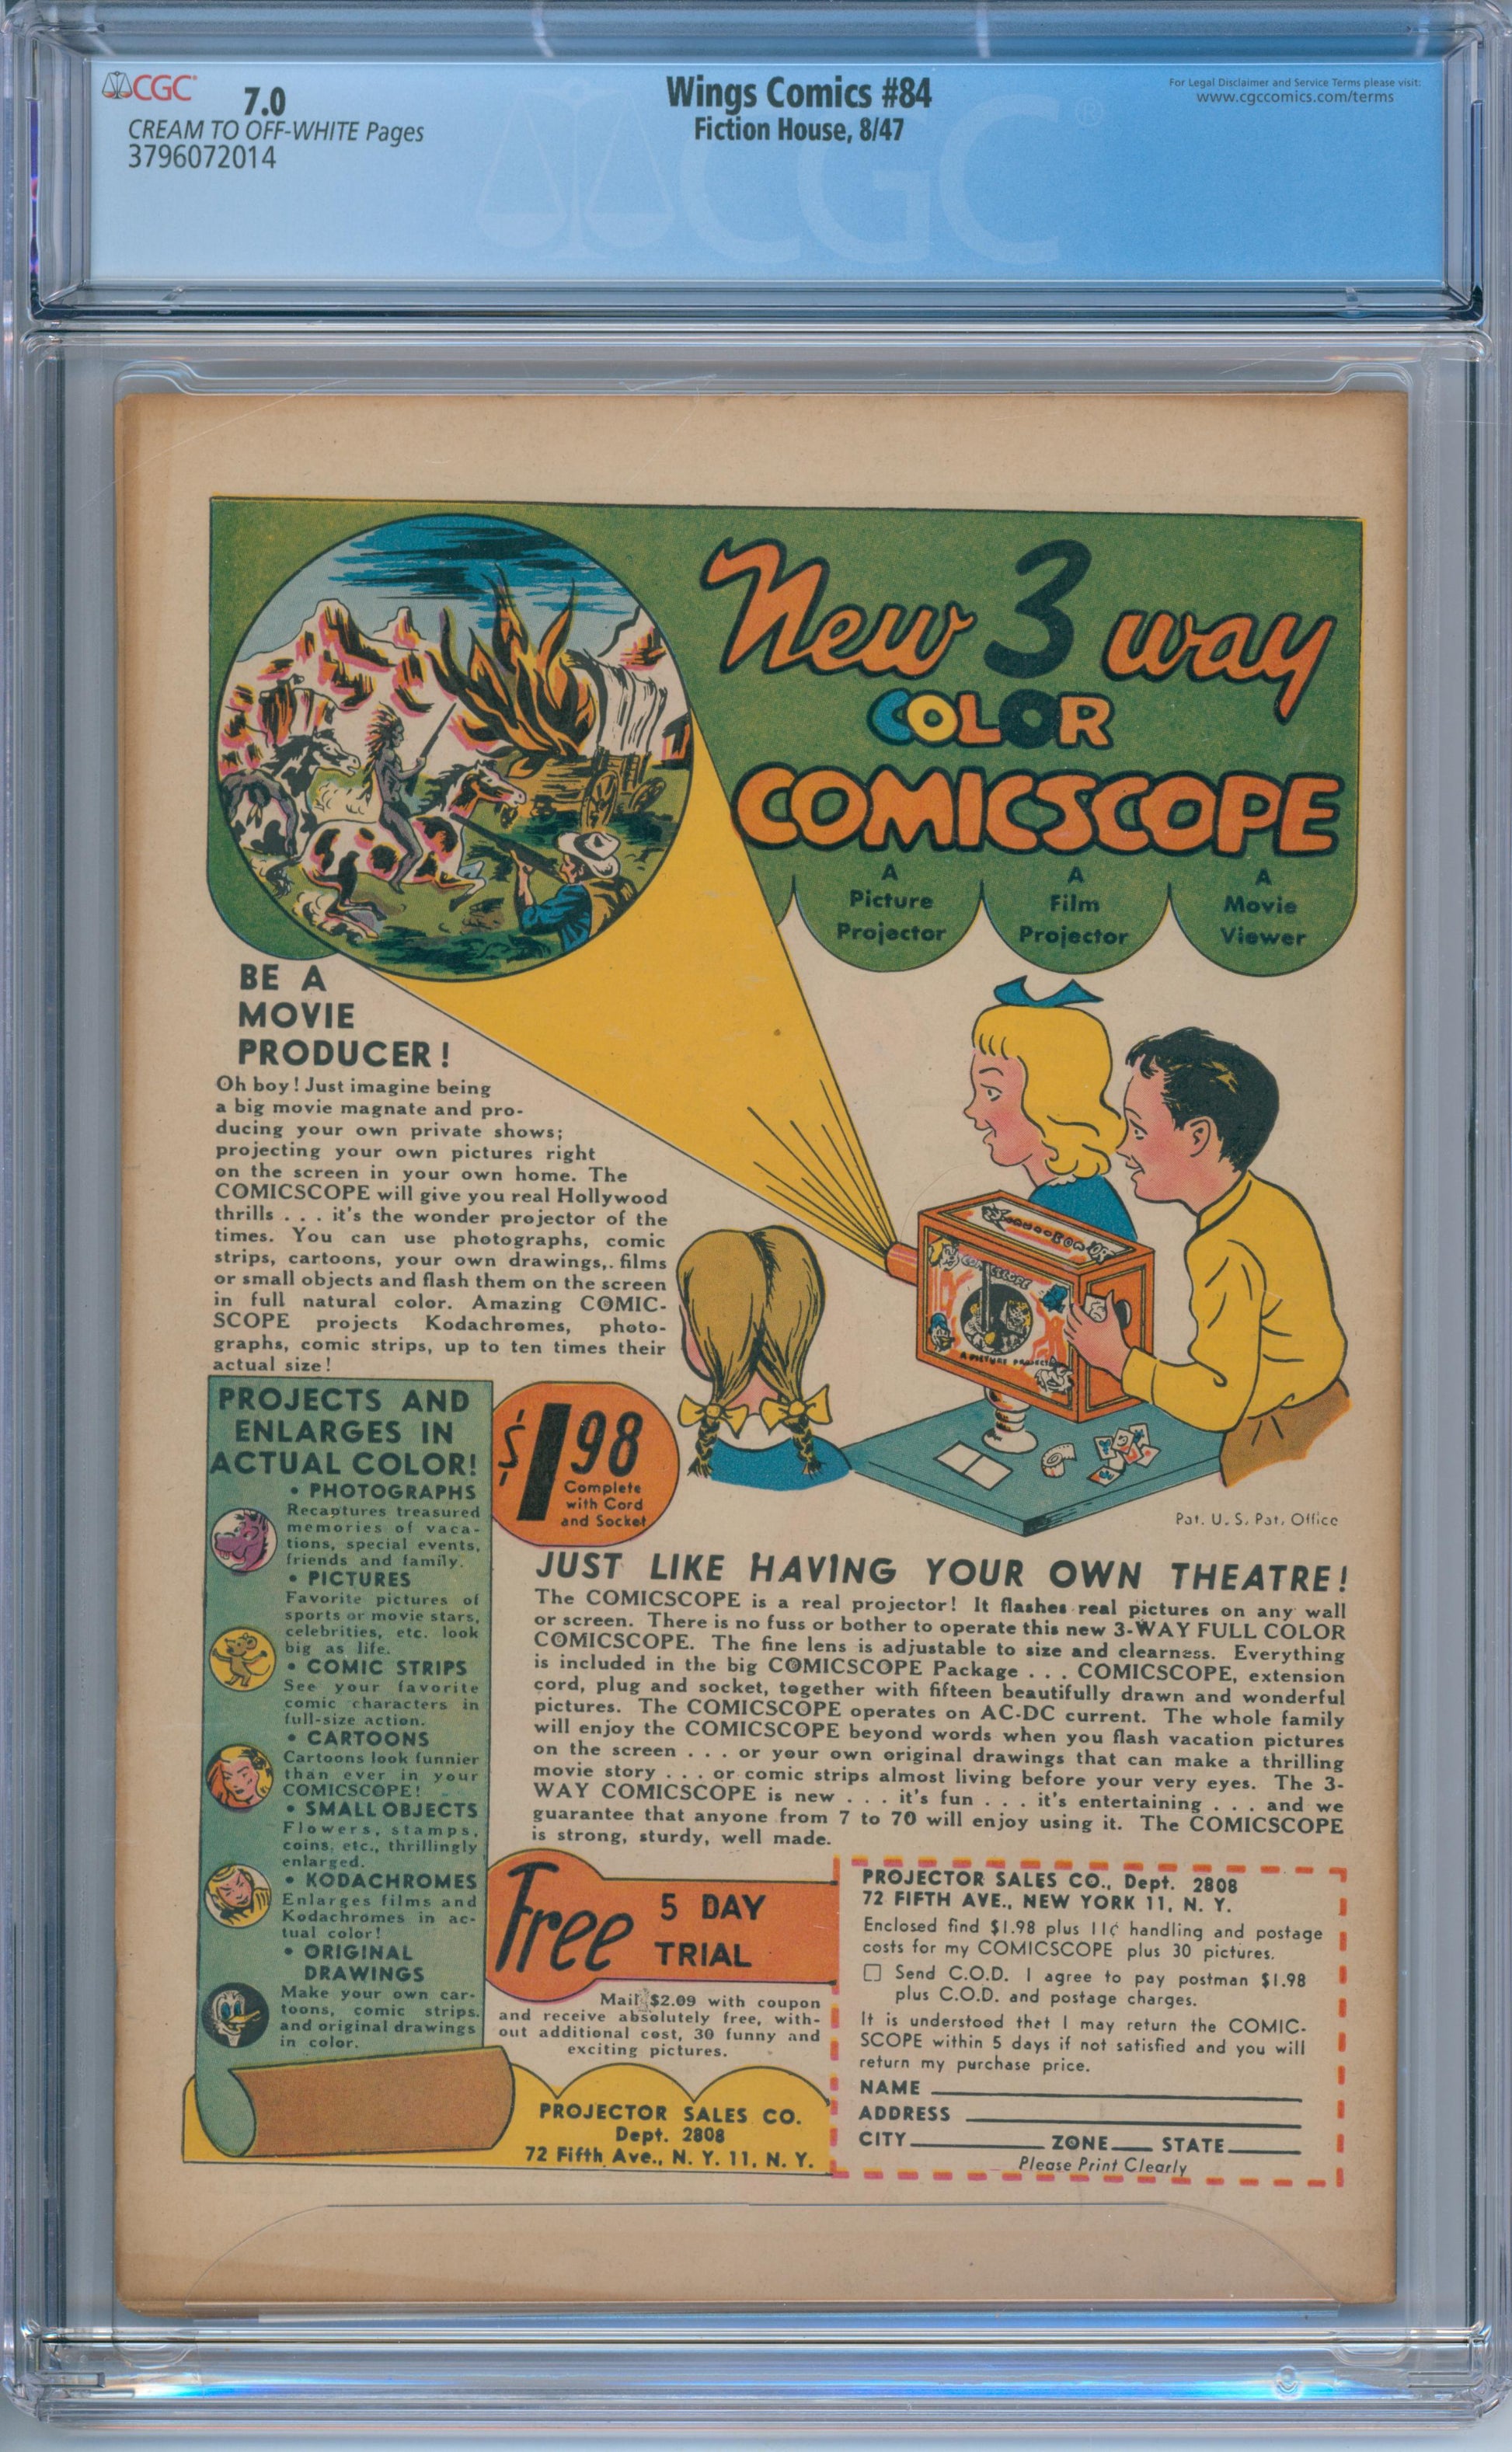 CGC
7.0
CREAM TO OFF-WHITE Pages
3796072014
Wings Comics #84
Fiction House, 8/47
For Legal Disclaimer and Service Terms please visit:
www.cgccomics.com/terms
CGC
New 3 way
COLOR
COMICSCOPE
A
Picture
Projector
A
Film
Projector
A
Movie
Viewer
BE A
MOVIE
PRODUCER!
Oh boy! Just imagine being
a big movie magnate and pro-
ducing your own private shows;
projecting your own pictures right
on the screen in your own home. The
COMICSCOPE will give you real Hollywood
thrills . . . it's the wonder projector of the
times. You can use photographs, comic
strips, cartoons, your own drawings,. films
or small objects and flash them on the screen
in full natural color. Amazing COMIC-
SCOPE projects Kodachromes, photo-
graphs, comic strips, up to ten times their
actual size!
COMICSCOPE
A PICTURE PROJECTOR
PROJECTS AND
ENLARGES IN
ACTUAL COLOR!
• PHOTOGRAPHS
Recaptures treasured
memories of vaca-
tions, special events,
friends and family.
• PICTURES
Favorite pictures of
sports or movie stars,
celebrities, etc. look
big as life.
• COMIC STRIPS
See your favorite
comic characters in
full-size action.
• CARTOONS
Cartoons look funnier
than ever in your
COMICSCOPE!
• SMALL OBJECTS
Flowers, stamps,
coins, etc., thrillingly
enlarged.
• KODACHROMES
Enlarges films and
Kodachromes in ac-
tual color!
• ORIGINAL
DRAWINGS
Make your own car-
toons, comic strips,
and original drawings
in color.
$1.98
Complete
with Cord
and Socket
Pat. U. S. Pat. Office
JUST LIKE HAVING YOUR OWN THEATRE!
The COMICSCOPE is a real projector! It flashes real pictures on any wall
or screen. There is no fuss or bother to operate this new 3-WAY FULL COLOR
COMICSCOPE. The fine lens is adjustable to size and clearness. Everything
is included in the big COMICSCOPE Package . . . COMICSCOPE, extension
cord, plug and socket, together with fifteen beautifully drawn and wonderful
pictures. The COMICSCOPE operates on AC-DC current. The whole family
will enjoy the COMICSCOPE beyond words when you flash vacation pictures
on the screen . . . or your own original drawings that can make a thrilling
movie story . . . or comic strips almost living before your very eyes. The 3-
WAY COMICSCOPE is new . . . it's fun . . . it's entertaining . . . and we
guarantee that anyone from 7 to 70 will enjoy using it. The COMICSCOPE
is strong, sturdy, well made.
Free 5 DAY
TRIAL
Mail $2.09 with coupon
and receive absolutely free, with-
out additional cost, 30 funny and
exciting pictures.
PROJECTOR SALES CO.
Dept. 2808
72 Fifth Ave., N. Y. 11, N. Y.
PROJECTOR SALES CO., Dept. 2808
72 FIFTH AVE., NEW YORK 11, N. Y.
Enclosed find $1.98 plus 11¢ handling and postage
costs for my COMICSCOPE plus 30 pictures.
☐ Send C.O.D. I agree to pay postman $1.98
plus C.O.D. and postage charges.
It is understood that I may return the COMIC-
SCOPE within 5 days if not satisfied and you will
return my purchase price.
NAME
ADDRESS
CITY ZONE STATE
Please Print Clearly